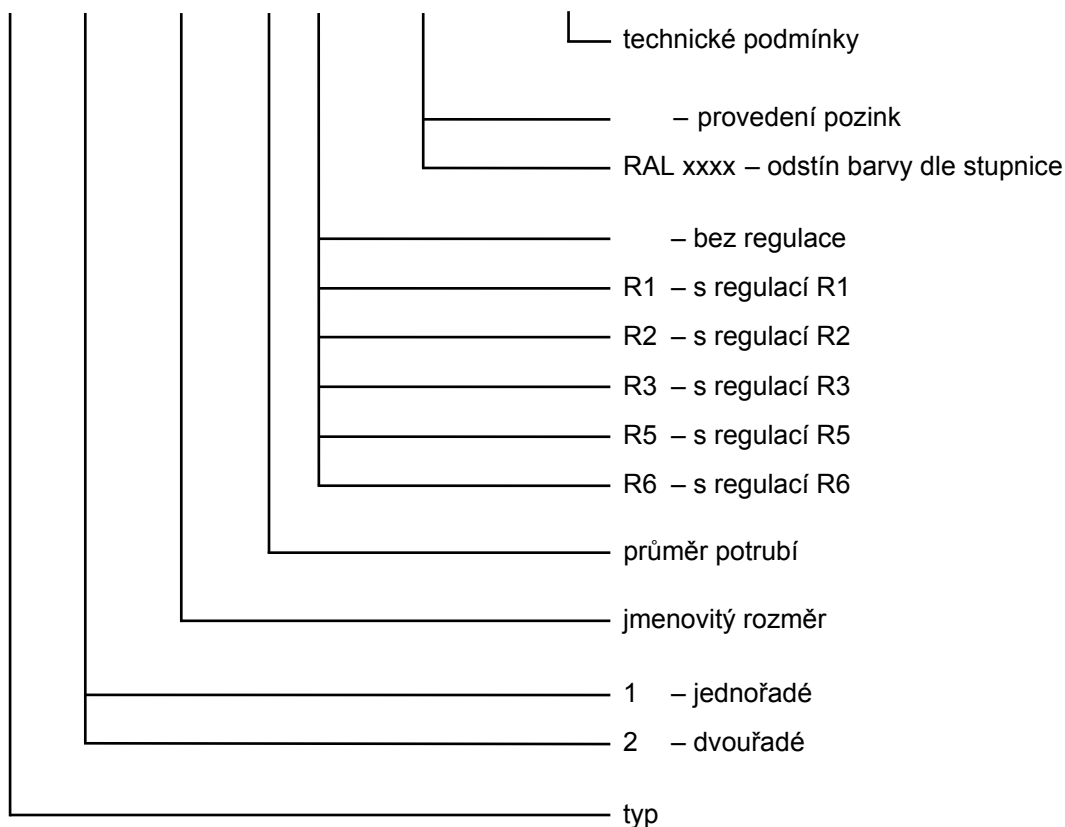 technické podmínky
– provedení pozink
RAL xxxx – odstín barvy dle stupnice
– bez regulace
R1 – s regulací R1
R2 – s regulací R2
R3 – s regulací R3
R5 – s regulací R5
R6 – s regulací R6
průměr potrubí
jmenovitý rozměr
1 – jednořadé
2 – dvouřadé
typ